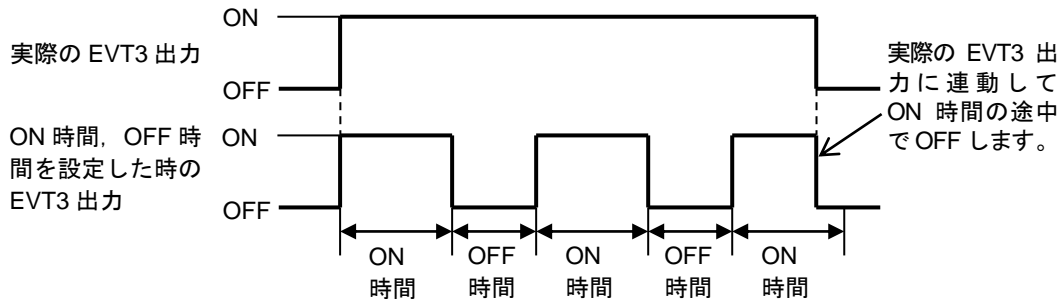 ON
実際の EVT3 出力
OFF
実際の EVT3 出
力に連動して
ON 時間の途中
で OFF します。
ON 時間, OFF 時
間を設定した時の
EVT3 出力
ON
OFF
ON
時間
OFF
時間
ON
時間
OFF
時間
ON
時間